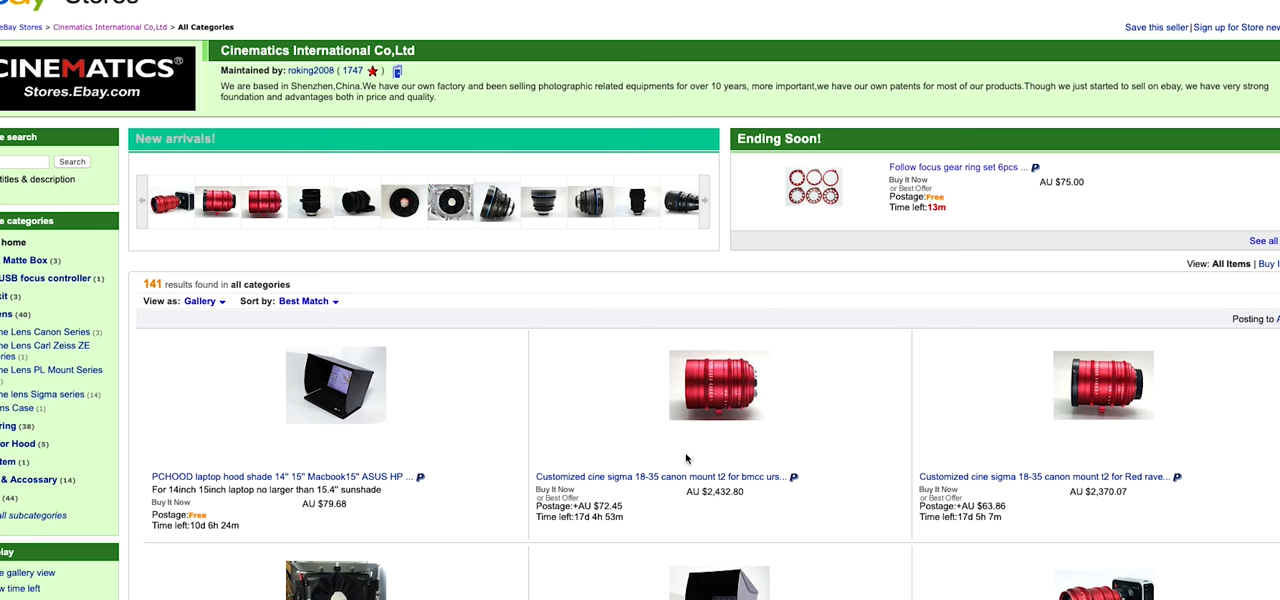 Stores
eBay Stores > Cinematics International Co,Ltd > All Categories
Save this seller | Sign up for Store
Cinematics International Co,Ltd
CINEMATICS®
Stores.Ebay.com
Maintained by: roking2008 ( 1747 )
We are based in Shenzhen,China.We have our own factory and been selling photographic related equipments for over 10 years, more important,we have our own patents for most of our products.Though we just started to sell on ebay, we have very strong
foundation and advantages both in price and quality.
search
Search
titles & description
categories
home
Matte Box (3)
USB focus controller (1)
(3)
(40)
Lens Canon Series (3)
Lens Carl Zeiss ZE
(1)
Lens PL Mount Series
lens Sigma series (14)
Case (1)
(38)
or Hood (5)
(1)
& Accossary (14)
(44)
all subcategories
gallery view
time left
New arrivals!
Ending Soon!
Follow focus gear ring set 6pcs ...
Buy It Now
or Best Offer
AU $75.00
Postage:Free
Time left:13m
See all
View: All Items | Buy
141 results found in all categories
View as: Gallery Sort by: Best Match
Posting to
PCHOOD laptop hood shade 14'' 15'' Macbook15'' ASUS HP ...
For 14inch 15inch laptop no larger than 15.4'' sunshade
Buy It Now
AU $79.68
Postage:Free
Time left:10d 6h 24m
Customized cine sigma 18-35 canon mount t2 for bmcc urs...
Buy It Now
or Best Offer
AU $2,432.80
Postage:+AU $72.45
Time left:17d 4h 53m
Customized cine sigma 18-35 canon mount t2 for Red rave...
Buy It Now
or Best Offer
AU $2,370.07
Postage:+AU $63.86
Time left:17d 5h 7m